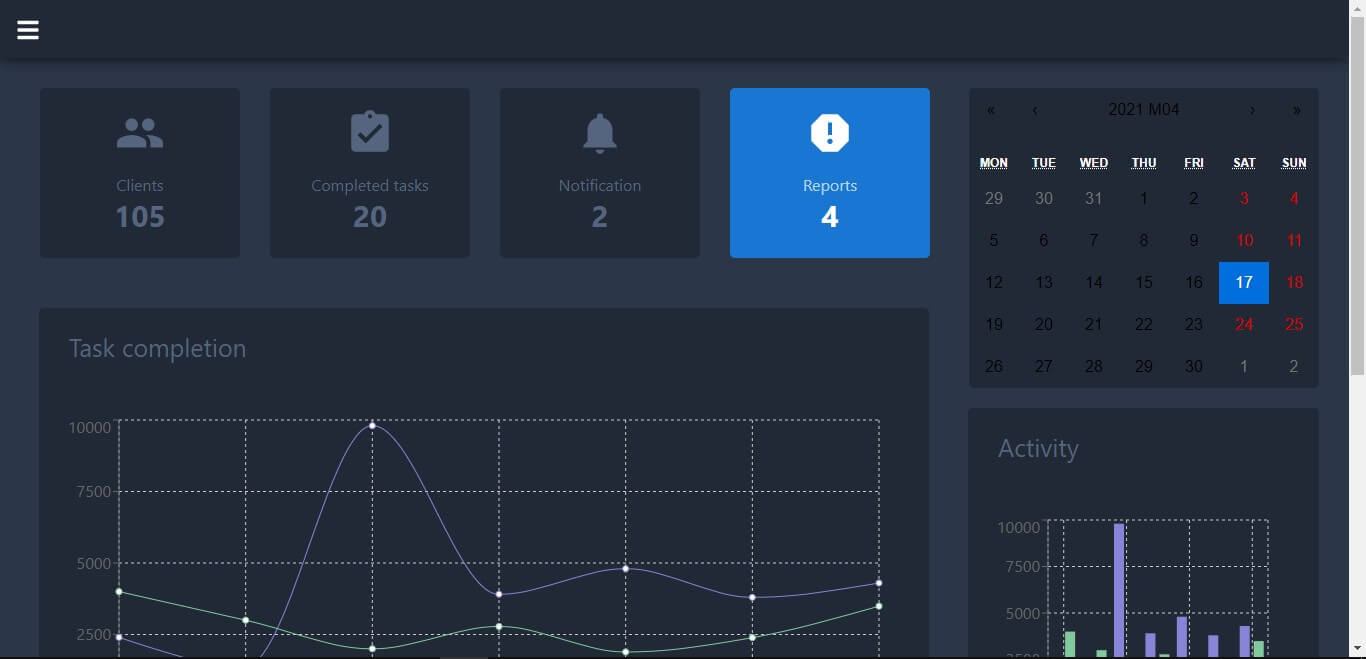 Clients
105
Completed tasks
20
Notification
2
Reports
4
« ‹ 2021 M04 › »
MON TUE WED THU FRI SAT SUN
29 30 31 1 2 3 4
5 6 7 8 9 10 11
12 13 14 15 16 17 18
19 20 21 22 23 24 25
26 27 28 29 30 1 2
Task completion
10000
7500
5000
2500
Activity
10000
7500
5000
2500